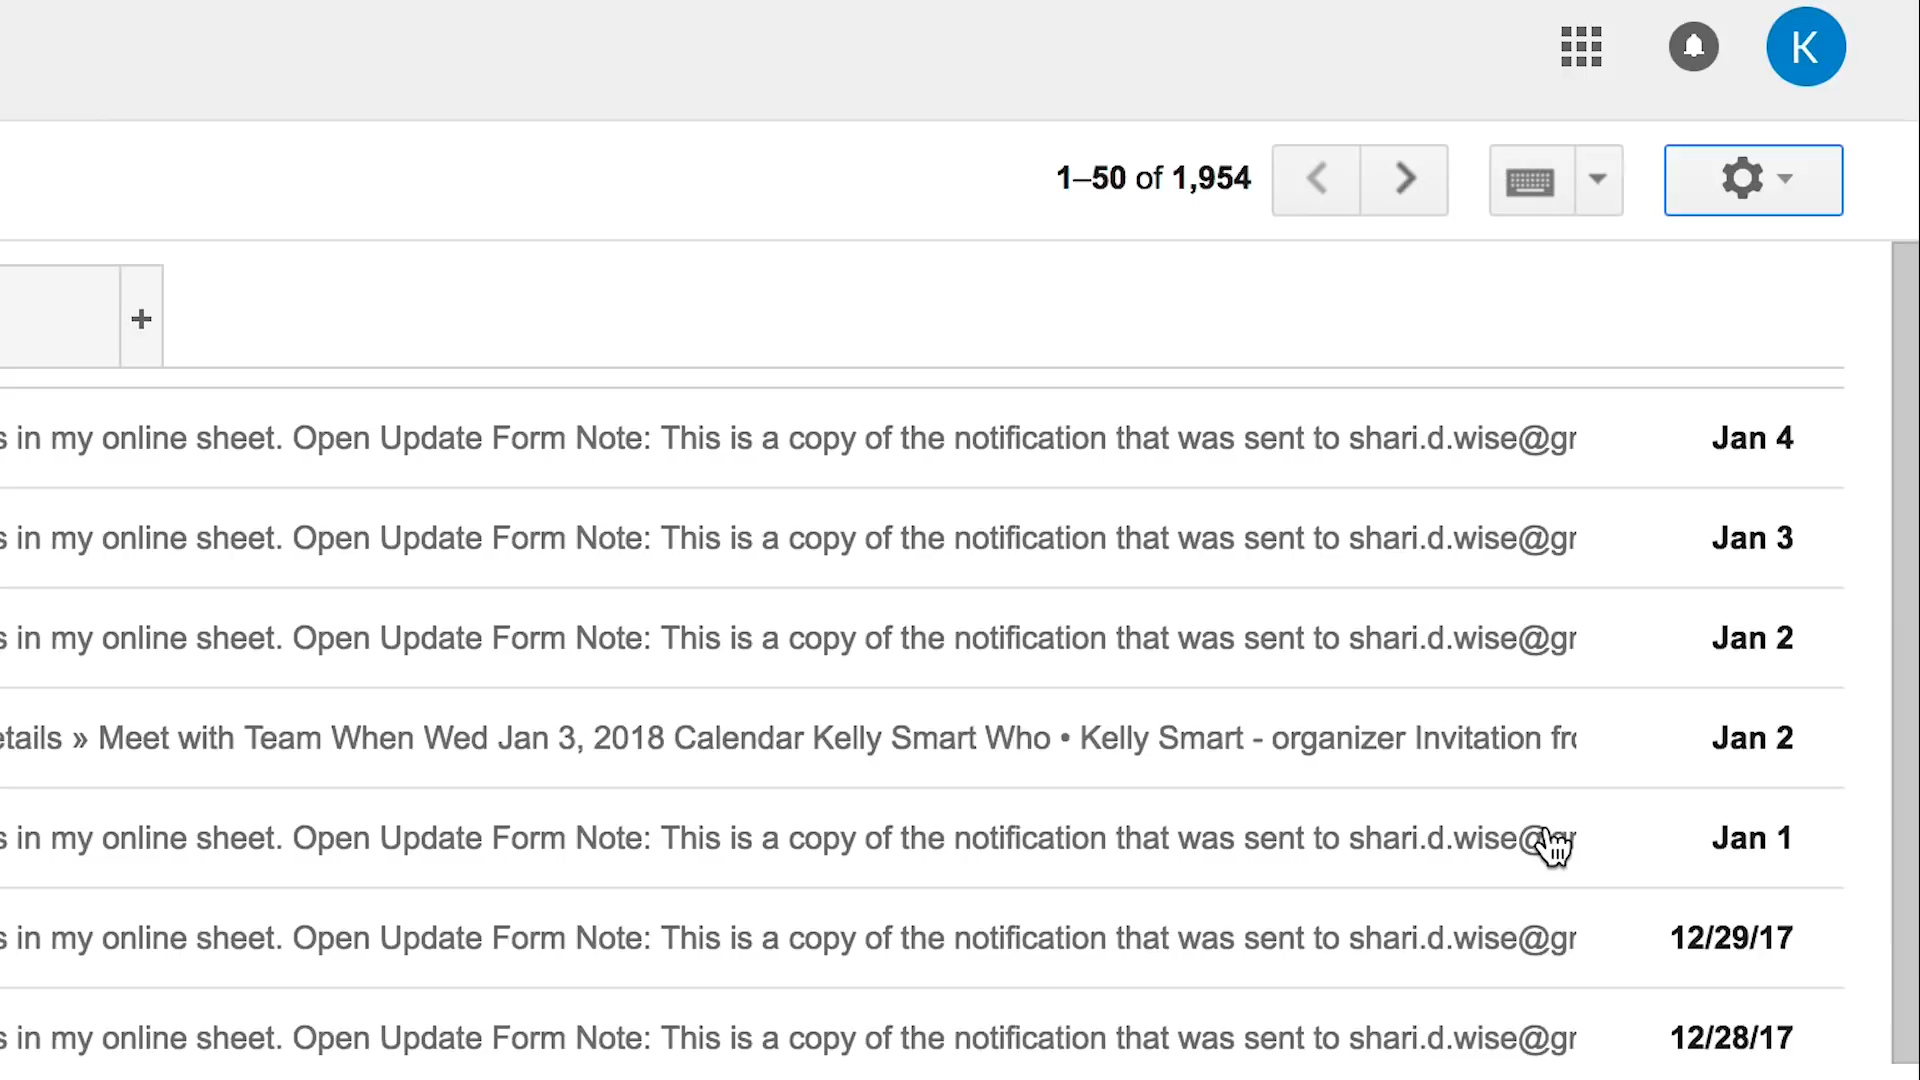 K
1–50 of 1,954
+
s in my online sheet. Open Update Form Note: This is a copy of the notification that was sent to shari.d.wise@gr Jan 4
s in my online sheet. Open Update Form Note: This is a copy of the notification that was sent to shari.d.wise@gr Jan 3
s in my online sheet. Open Update Form Note: This is a copy of the notification that was sent to shari.d.wise@gr Jan 2
etails » Meet with Team When Wed Jan 3, 2018 Calendar Kelly Smart Who • Kelly Smart - organizer Invitation fro Jan 2
s in my online sheet. Open Update Form Note: This is a copy of the notification that was sent to shari.d.wise@gr Jan 1
s in my online sheet. Open Update Form Note: This is a copy of the notification that was sent to shari.d.wise@gr 12/29/17
s in my online sheet. Open Update Form Note: This is a copy of the notification that was sent to shari.d.wise@gr 12/28/17